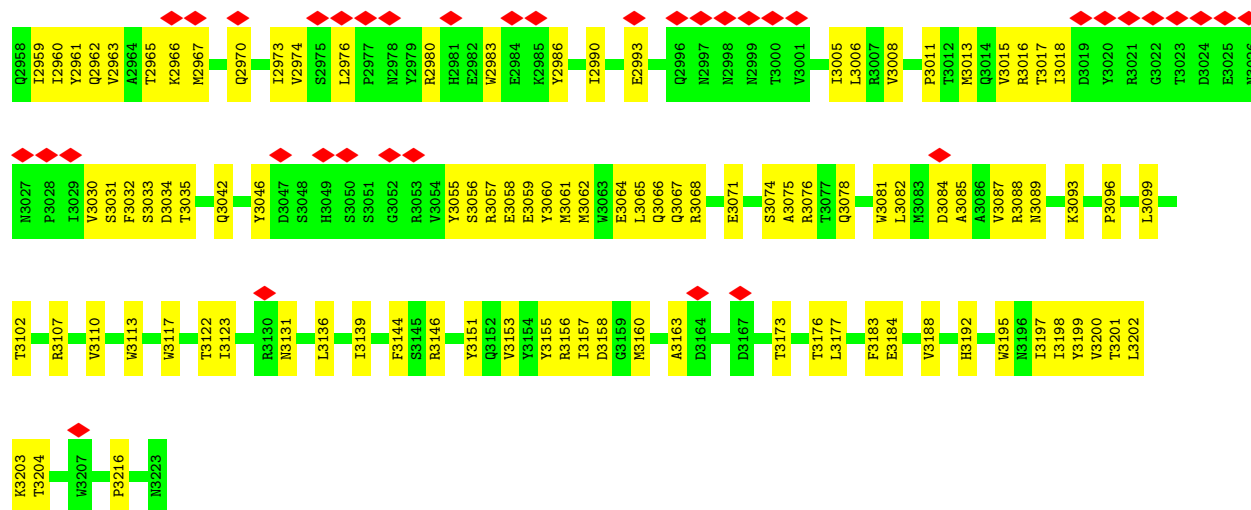 Q2958 I2959 I2960 Y2961 Q2962 V2963 A2964 T2965 K2966 M2967 Q2970 I2973 V2974 S2975 L2976 P2977 N2978 Y2979 R2980 H2981 E2982 W2983 E2984 K2985 Y2986 I2990 E2993 Q2996 N2997 N2998 N2999 T3000 V3001 I3005 L3006 R3007 V3008 P3011 T3012 M3013 Q3014 V3015 R3016 T3017 I3018 D3019 Y3020 R3021 G3022 T3023 D3024 E3025
N3027 P3028 I3029 V3030 S3031 F3032 S3033 D3034 T3035 Q3042 Y3046 D3047 S3048 H3049 S3050 S3051 G3052 R3053 V3054 Y3055 S3056 R3057 E3058 E3059 Y3060 M3061 M3062 W3063 E3064 L3065 Q3066 Q3067 R3068 E3071 S3074 A3075 R3076 T3077 Q3078 W3081 L3082 M3083 D3084 A3085 A3086 V3087 R3088 N3089 K3093 P3096 L3099
T3102 R3107 V3110 W3113 W3117 T3122 I3123 R3130 N3131 L3136 I3139 F3144 S3145 R3146 Y3151 Q3152 V3153 Y3154 Y3155 R3156 I3157 D3158 G3159 M3160 A3163 D3164 D3167 T3173 T3176 L3177 F3183 E3184 V3188 H3192 W3195 N3196 I3197 I3198 Y3199 V3200 T3201 L3202
K3203 T3204 W3207 P3216 N3223